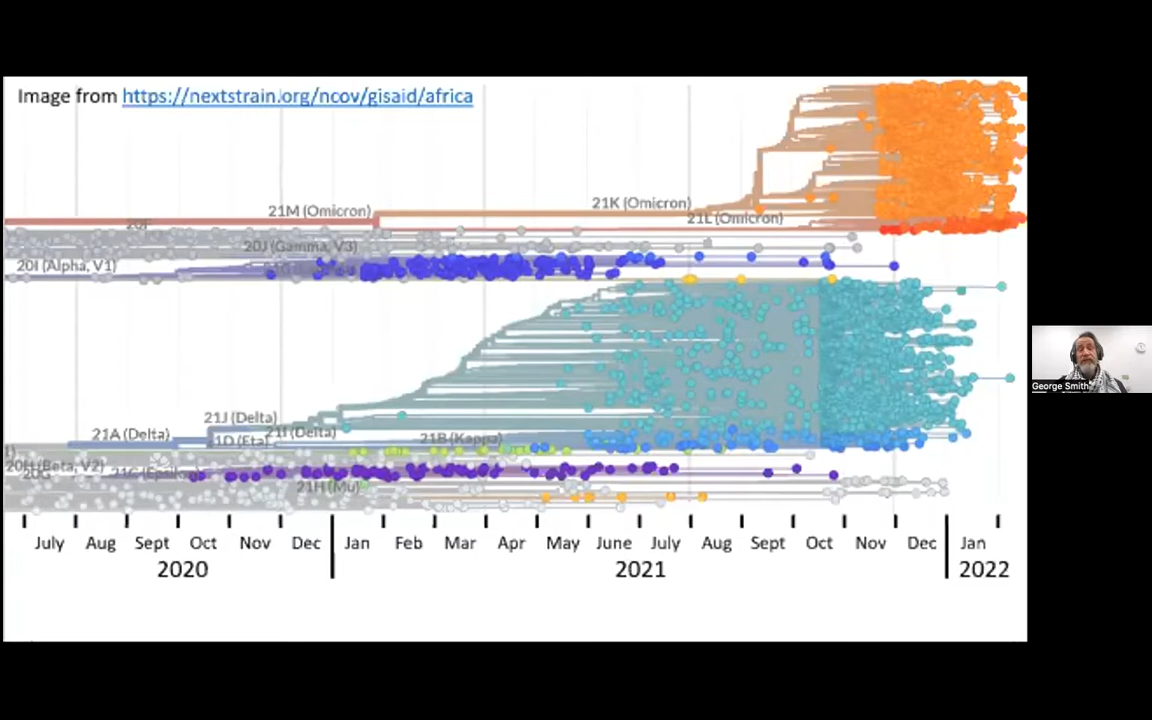 Image from https://nextstrain.org/ncov/gisaid/africa
21M (Omicron)
21K (Omicron)
21L (Omicron)
20J (Gamma, V3)
20I (Alpha, V1)
21J (Delta)
21I (Delta)
21A (Delta)
21D (Eta)
21B (Kappa)
20H (Beta, V2)
20G
21H (Mu)
July Aug Sept Oct Nov Dec Jan Feb Mar Apr May June July Aug Sept Oct Nov Dec Jan
2020 2021 2022
George Smith